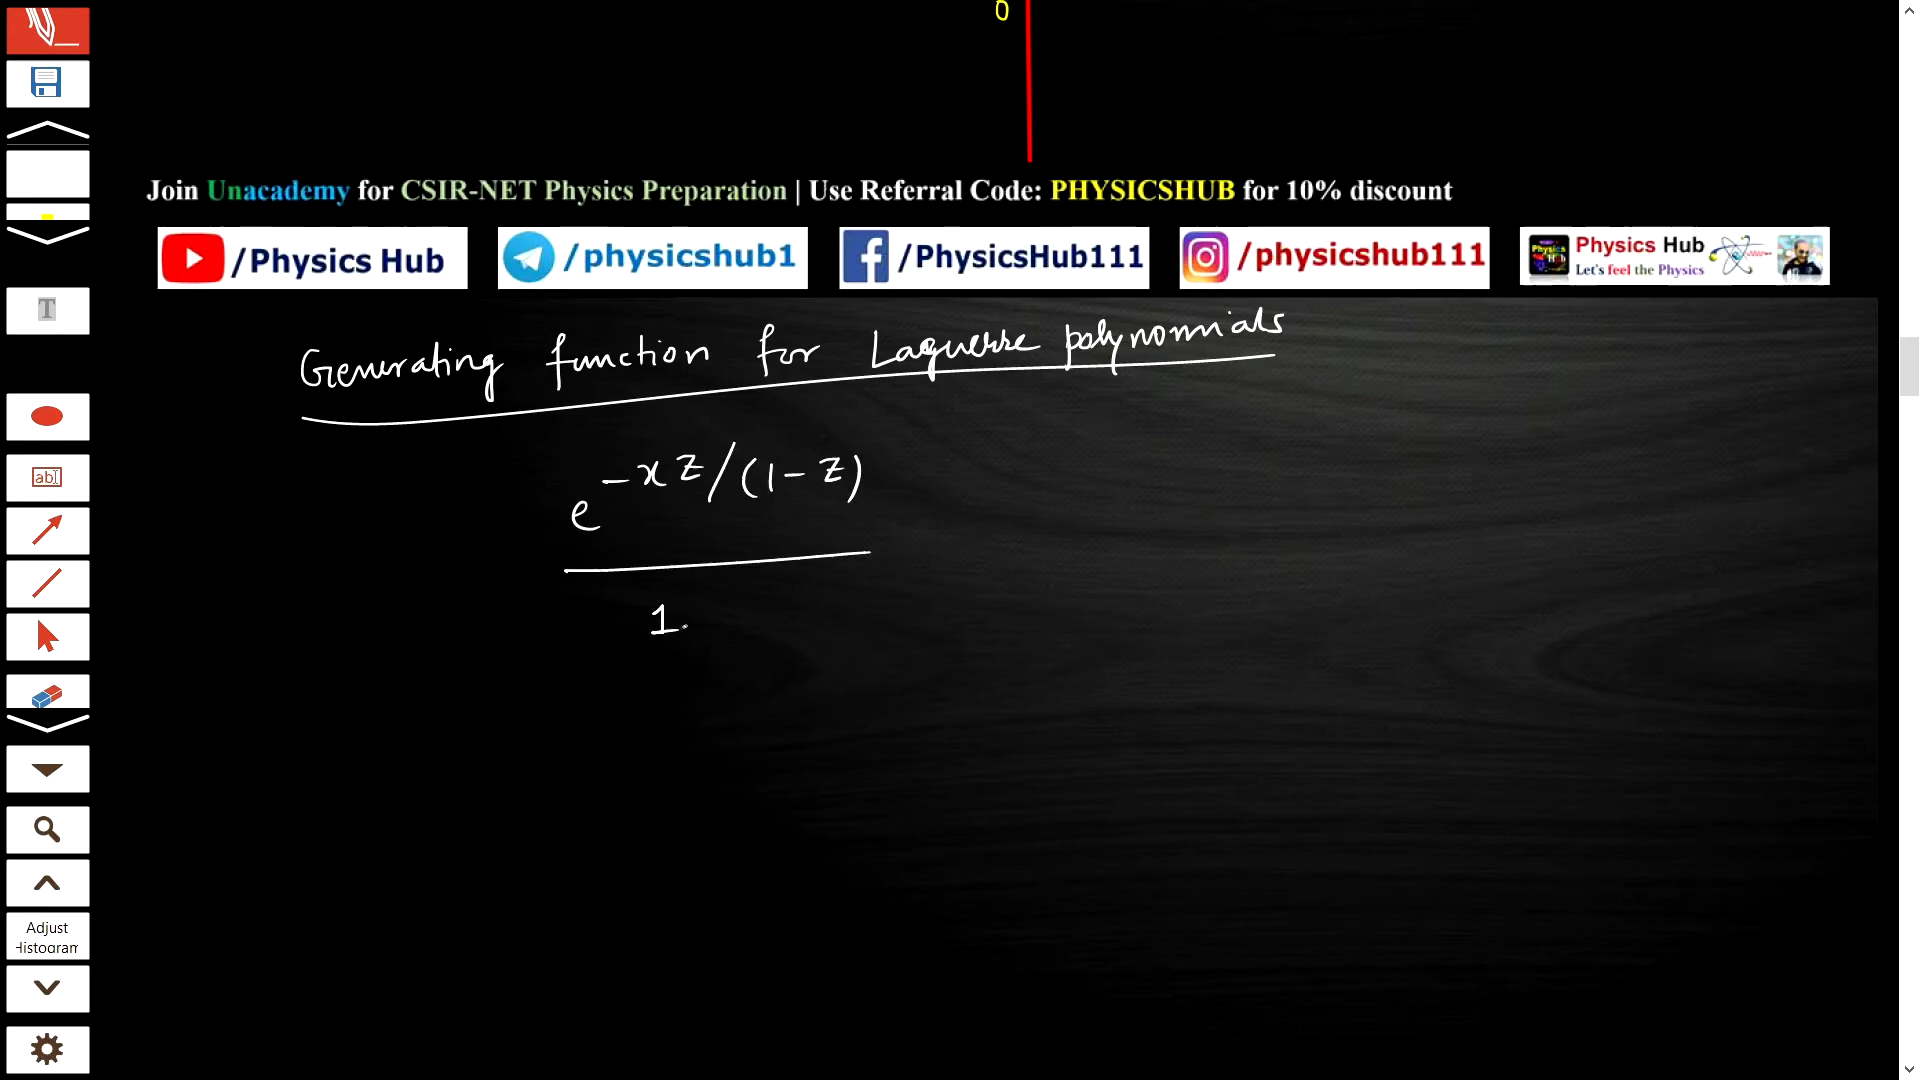 0
Join Unacademy for CSIR-NET Physics Preparation | Use Referral Code: PHYSICSHUB for 10% discount
/Physics Hub /physicshub1 /PhysicsHub111 /physicshub111 Physics Hub
Let's feel the Physics
T
Generating function for Laguerre polynomials
ab
e^{-xz/(1-z)}
1.
Adjust
Histogram